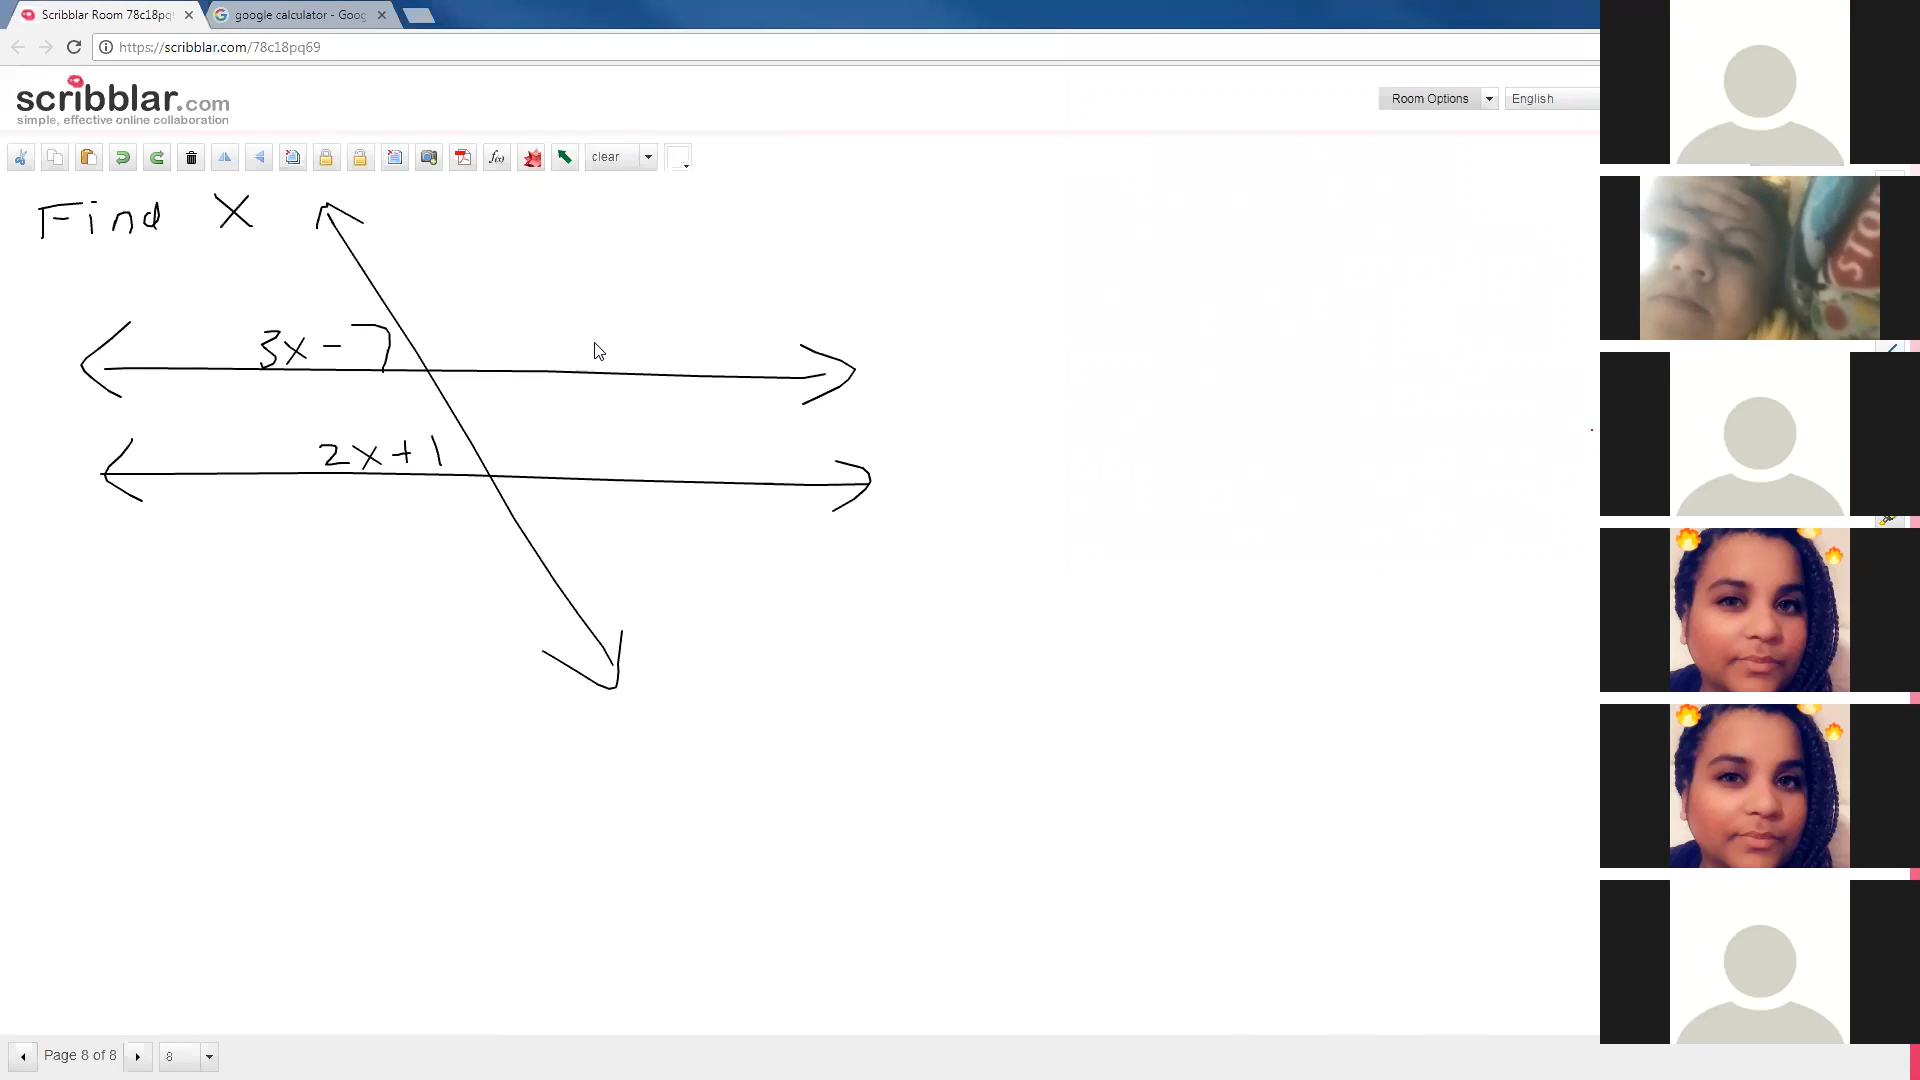 Scribblar Room 78c18pq
google calculator - Goog
https://scribblar.com/78c18pq69
scribblar.com
simple, effective online collaboration
Room Options
English
f(x)
clear
Find X
3x - 7
2x + 1
STOP
Page 8 of 8
8